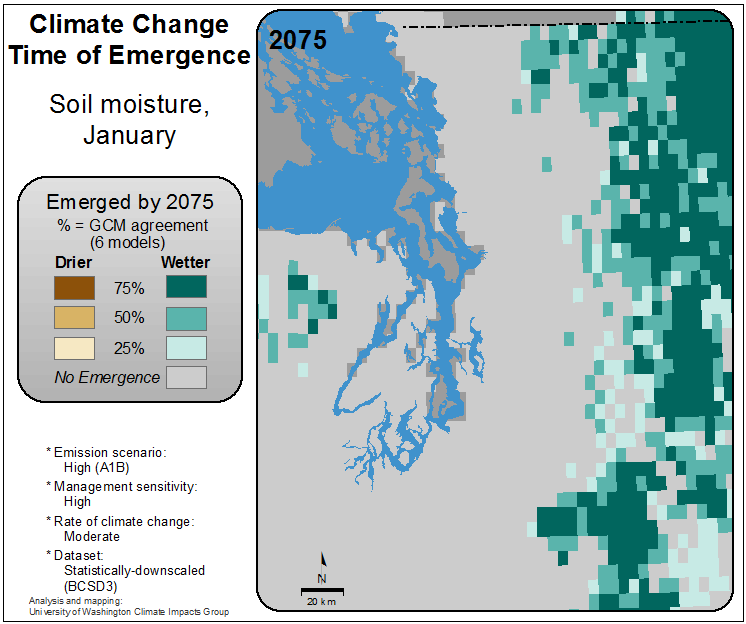 Climate Change
Time of Emergence
Soil moisture,
January
Emerged by 2075
% = GCM agreement
(6 models)
Drier Wetter
75%
50%
25%
No Emergence
* Emission scenario:
High (A1B)
* Management sensitivity:
High
* Rate of climate change:
Moderate
* Dataset:
Statistically-downscaled
(BCSD3)
Analysis and mapping:
University of Washington Climate Impacts Group
2075
N
20 km